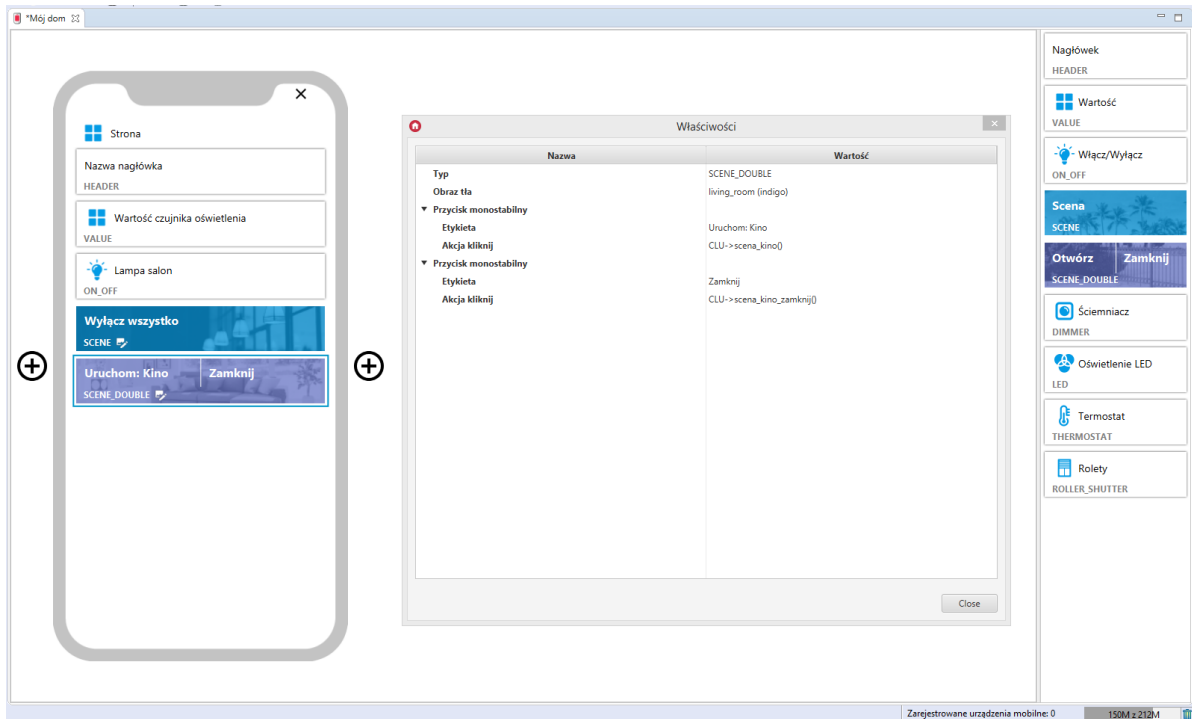 *Mój dom
Strona
Nazwa nagłówka
HEADER
Wartość czujnika oświetlenia
VALUE
Lampa salon
ON_OFF
Wyłącz wszystko
SCENE
Uruchom: Kino Zamknij
SCENE_DOUBLE
Właściwości
Nazwa Wartość
Typ SCENE_DOUBLE
Obraz tła living_room (indigo)
Przycisk monostabilny
Etykieta Uruchom: Kino
Akcja kliknij CLU->scena_kino()
Przycisk monostabilny
Etykieta Zamknij
Akcja kliknij CLU->scena_kino_zamknij()
Close
Nagłówek
HEADER
Wartość
VALUE
Włącz/Wyłącz
ON_OFF
Scena
SCENE
Otwórz Zamknij
SCENE_DOUBLE
Ściemniacz
DIMMER
Oświetlenie LED
LED
Termostat
THERMOSTAT
Rolety
ROLLER_SHUTTER
Zarejestrowane urządzenia mobilne: 0 150M z 212M